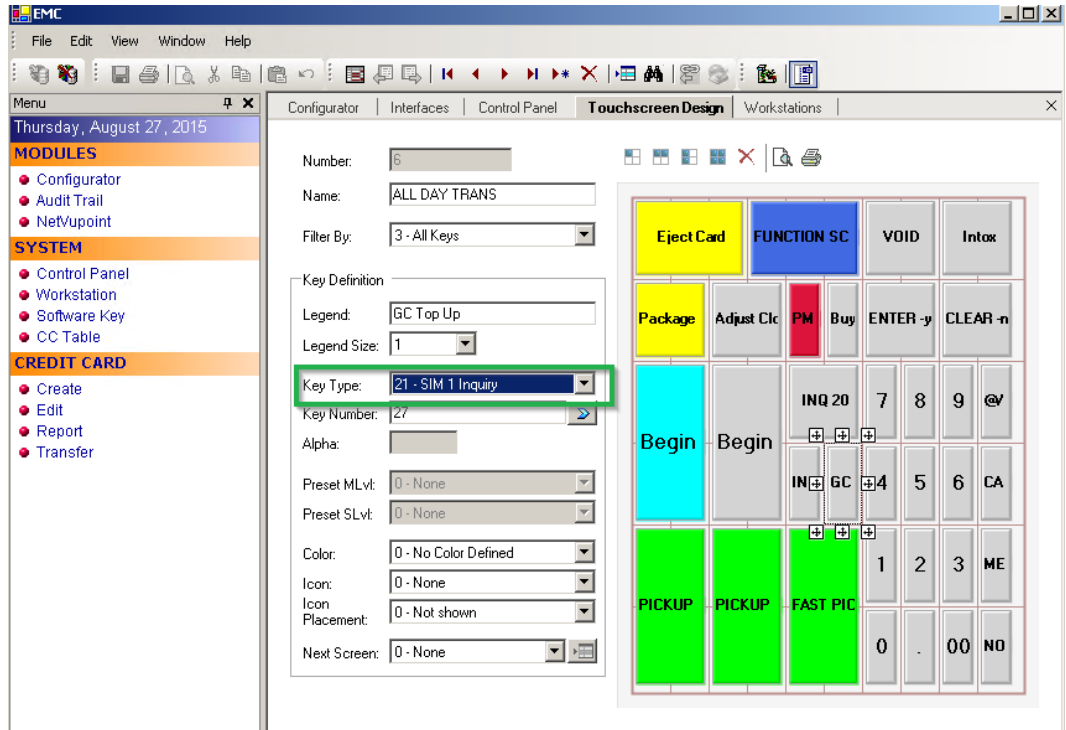 EMC
File Edit View Window Help
Menu
Thursday, August 27, 2015
MODULES
Configurator
Audit Trail
NetVupoint
SYSTEM
Control Panel
Workstation
Software Key
CC Table
CREDIT CARD
Create
Edit
Report
Transfer
Configurator Interfaces Control Panel Touchscreen Design Workstations
Number: 6
Name: ALL DAY TRANS
Filter By: 3 - All Keys
Key Definition
Legend: GC Top Up
Legend Size: 1
Key Type: 21 - SIM 1 Inquiry
Key Number: 27
Alpha:
Preset MLvl: 0 - None
Preset SLvl: 0 - None
Color: 0 - No Color Defined
Icon: 0 - None
Icon Placement: 0 - Not shown
Next Screen: 0 - None
Eject Card FUNCTION SC VOID Intox
Package Adjust Clc PM Buy ENTER -y CLEAR -n
Begin Begin INQ 20 7 8 9 @/
IN GC 4 5 6 CA
PICKUP PICKUP FAST PIC 1 2 3 ME
0 . 00 NO